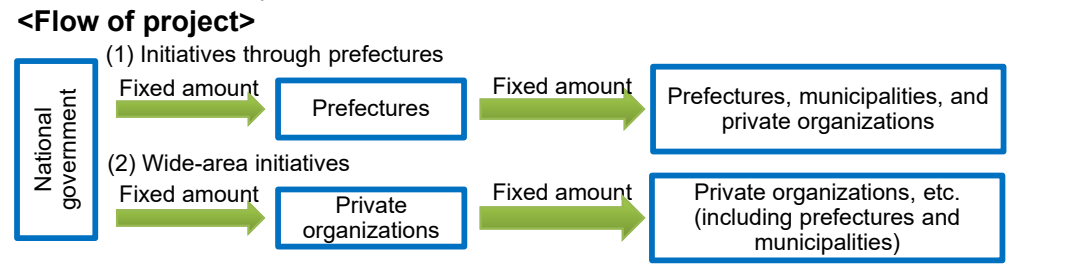 <Flow of project>
(1) Initiatives through prefectures
National
government
Fixed amount
Prefectures
Fixed amount
Prefectures, municipalities, and
private organizations
(2) Wide-area initiatives
Fixed amount
Private
organizations
Fixed amount
Private organizations, etc.
(including prefectures and
municipalities)